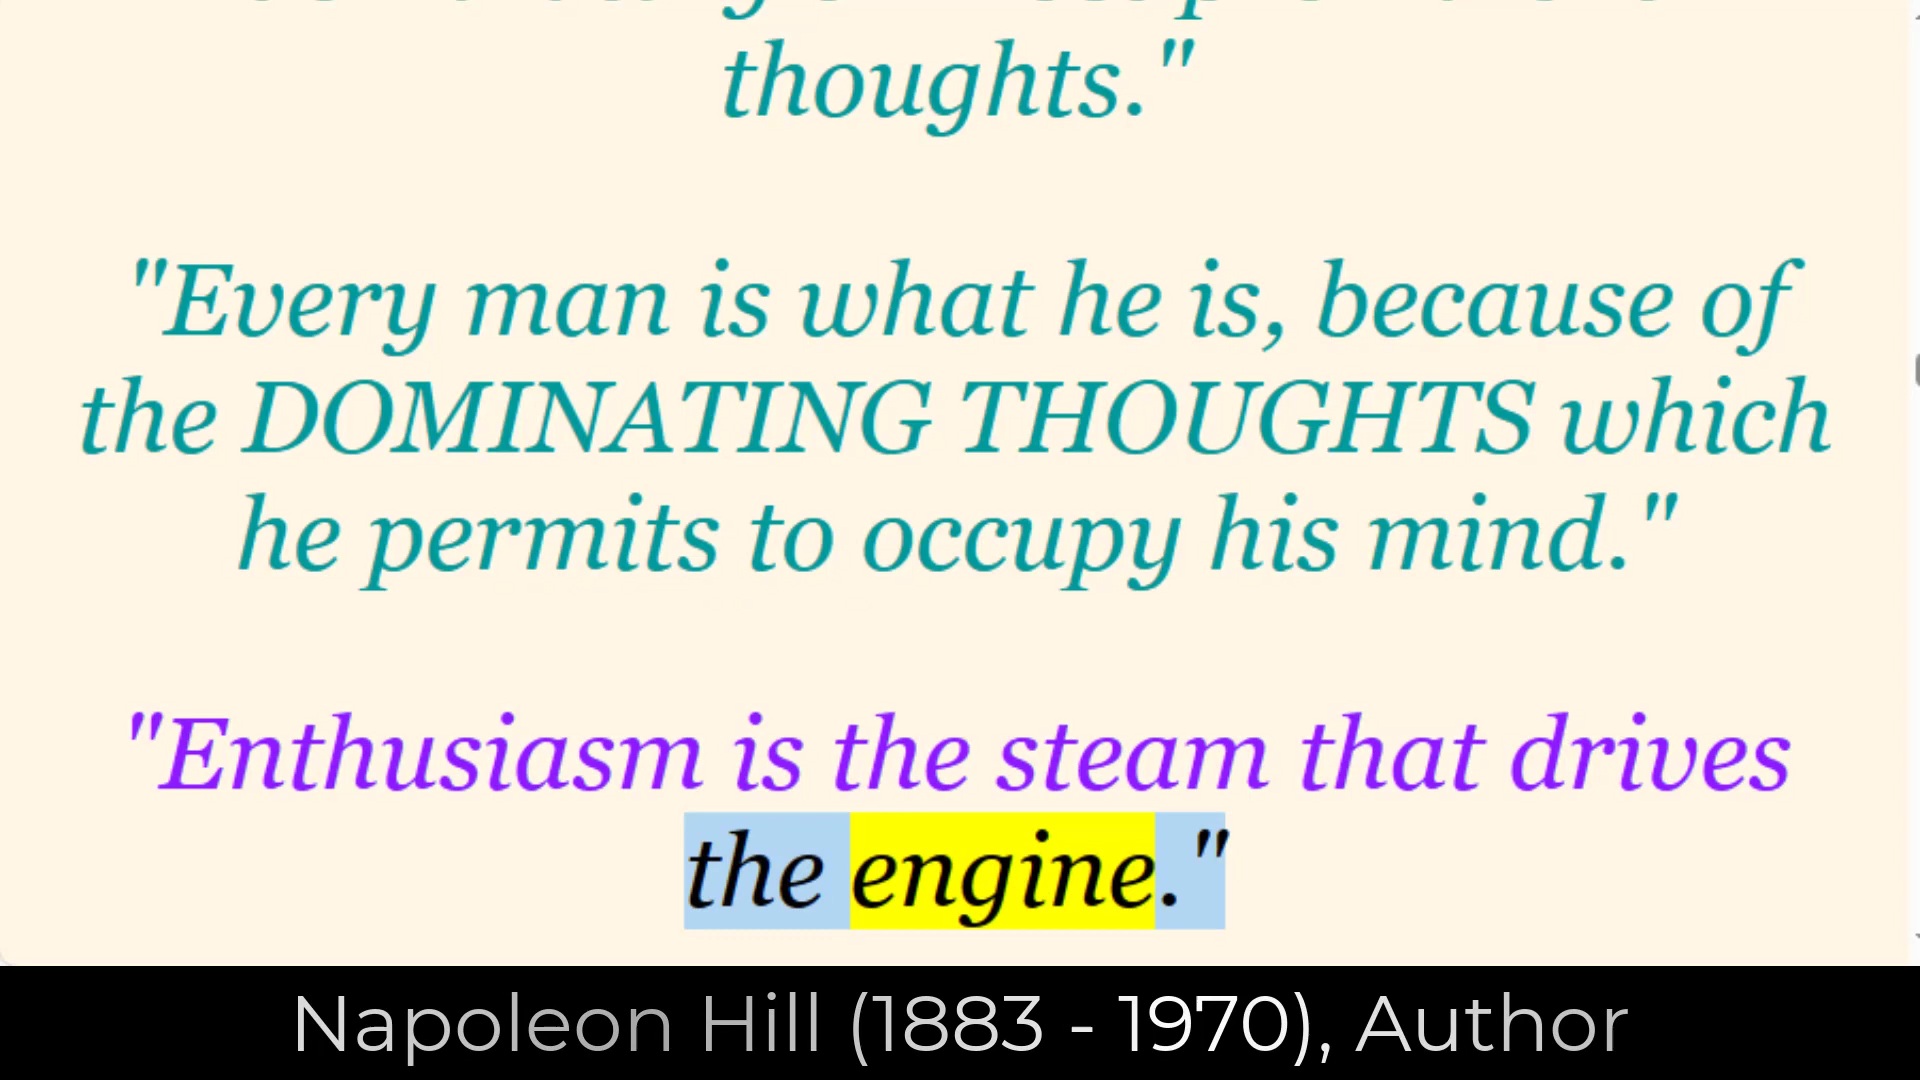 thoughts."
"Every man is what he is, because of
the DOMINATING THOUGHTS which
he permits to occupy his mind."
"Enthusiasm is the steam that drives
the engine."
Napoleon Hill (1883 - 1970), Author